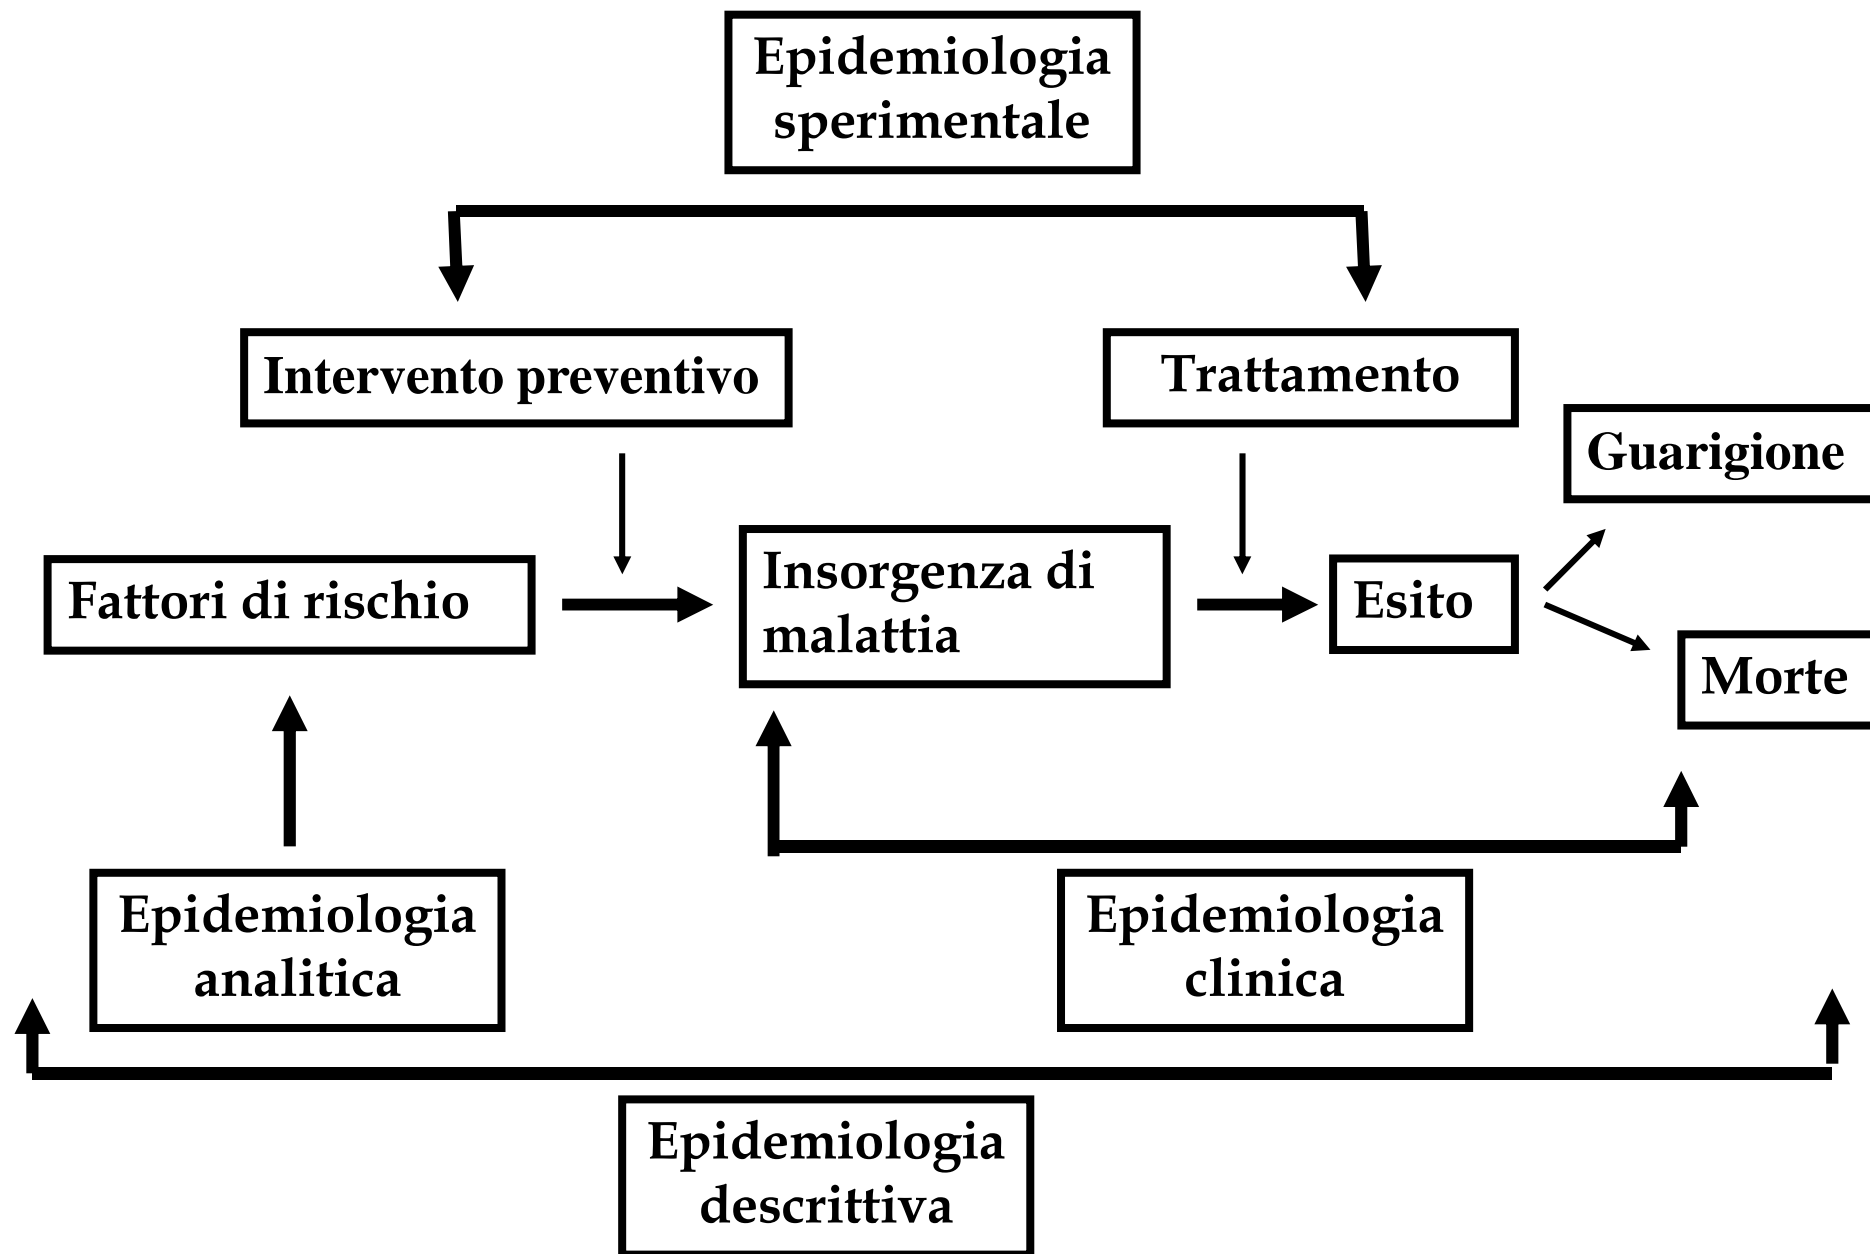 Epidemiologia
sperimentale
Intervento preventivo
Trattamento
Guarigione
Fattori di rischio
Insorgenza di
malattia
Esito
Morte
Epidemiologia
analitica
Epidemiologia
clinica
Epidemiologia
descrittiva